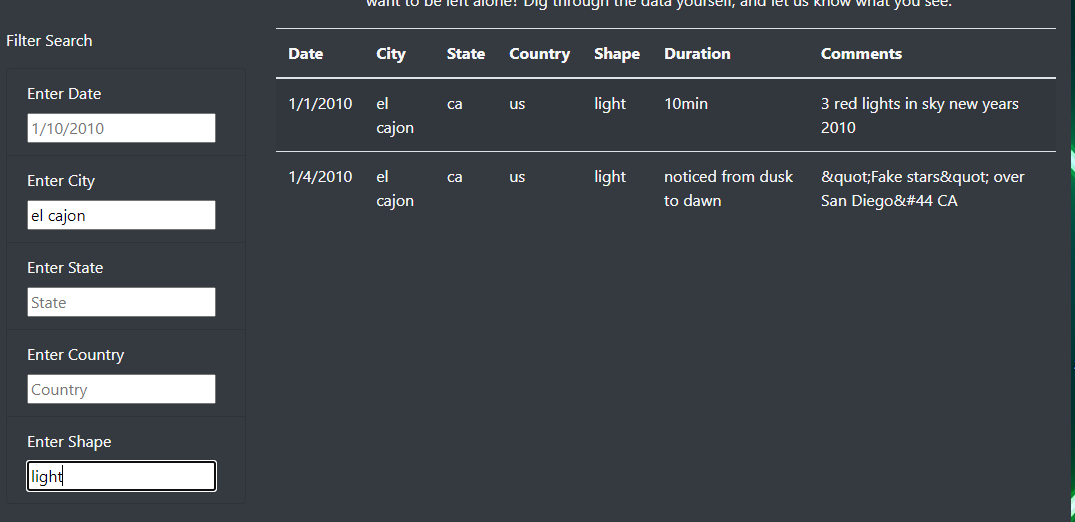 want to be left alone? Dig through the data yourself, and let us know what you see.
Filter Search
Enter Date
1/10/2010
Enter City
el cajon
Enter State
State
Enter Country
Country
Enter Shape
light
Date City State Country Shape Duration Comments
1/1/2010 el cajon ca us light 10min 3 red lights in sky new years 2010
1/4/2010 el cajon ca us light noticed from dusk to dawn &quot;Fake stars&quot; over San Diego&#44 CA